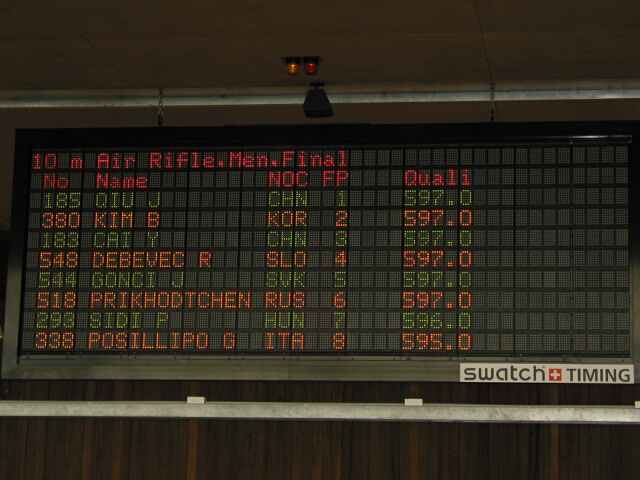 10 m Air Rifle.Men.Final
No Name NOC FP Quali
185 QIU J CHN 1 597.0
380 KIM B KOR 2 597.0
183 CAI Y CHN 3 597.0
548 DEBEVEC R SLO 4 597.0
544 GONCI J SVK 5 597.0
518 PRIKHODTCHEN RUS 6 597.0
293 SIDI P HUN 7 596.0
338 POSILLIPO G ITA 8 595.0
swatch TIMING